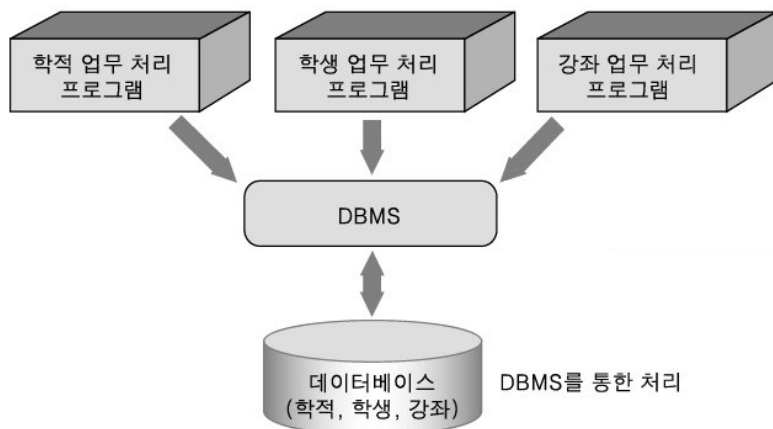 학적 업무 처리
프로그램
학생 업무 처리
프로그램
강좌 업무 처리
프로그램
DBMS
데이터베이스
(학적, 학생, 강좌)
DBMS를 통한 처리